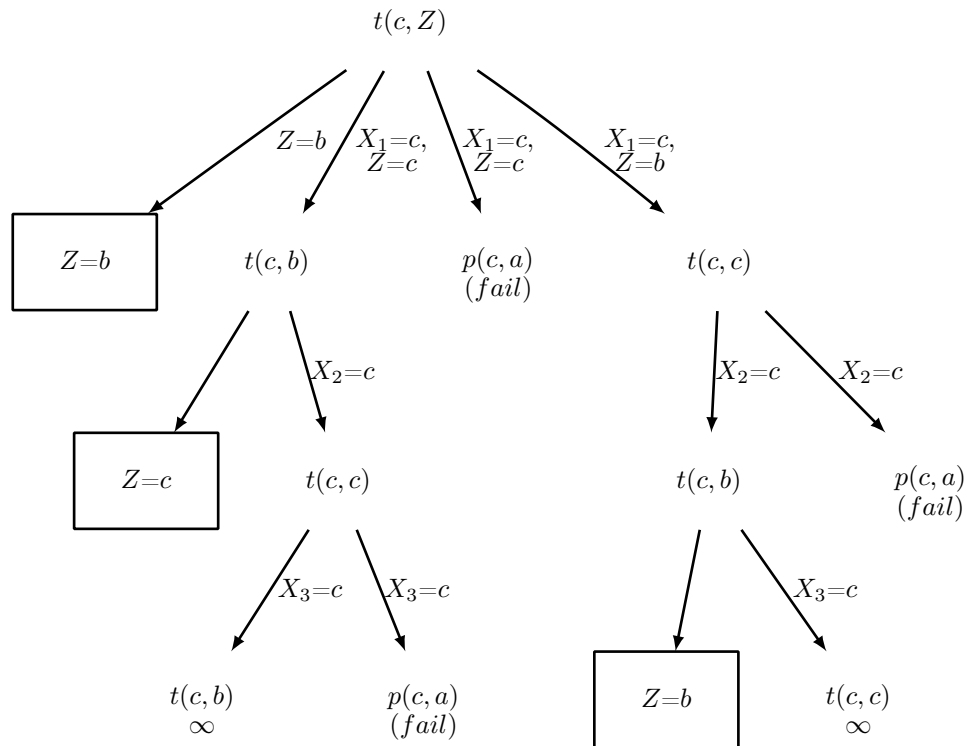 t(c, Z)
Z=b
X₁=c,
Z=c
X₁=c,
Z=c
X₁=c,
Z=b
Z=b
t(c, b)
p(c, a)
(fail)
t(c, c)
X₂=c
X₂=c
X₂=c
Z=c
t(c, c)
t(c, b)
p(c, a)
(fail)
X₃=c
X₃=c
X₃=c
t(c, b)
∞
p(c, a)
(fail)
Z=b
t(c, c)
∞